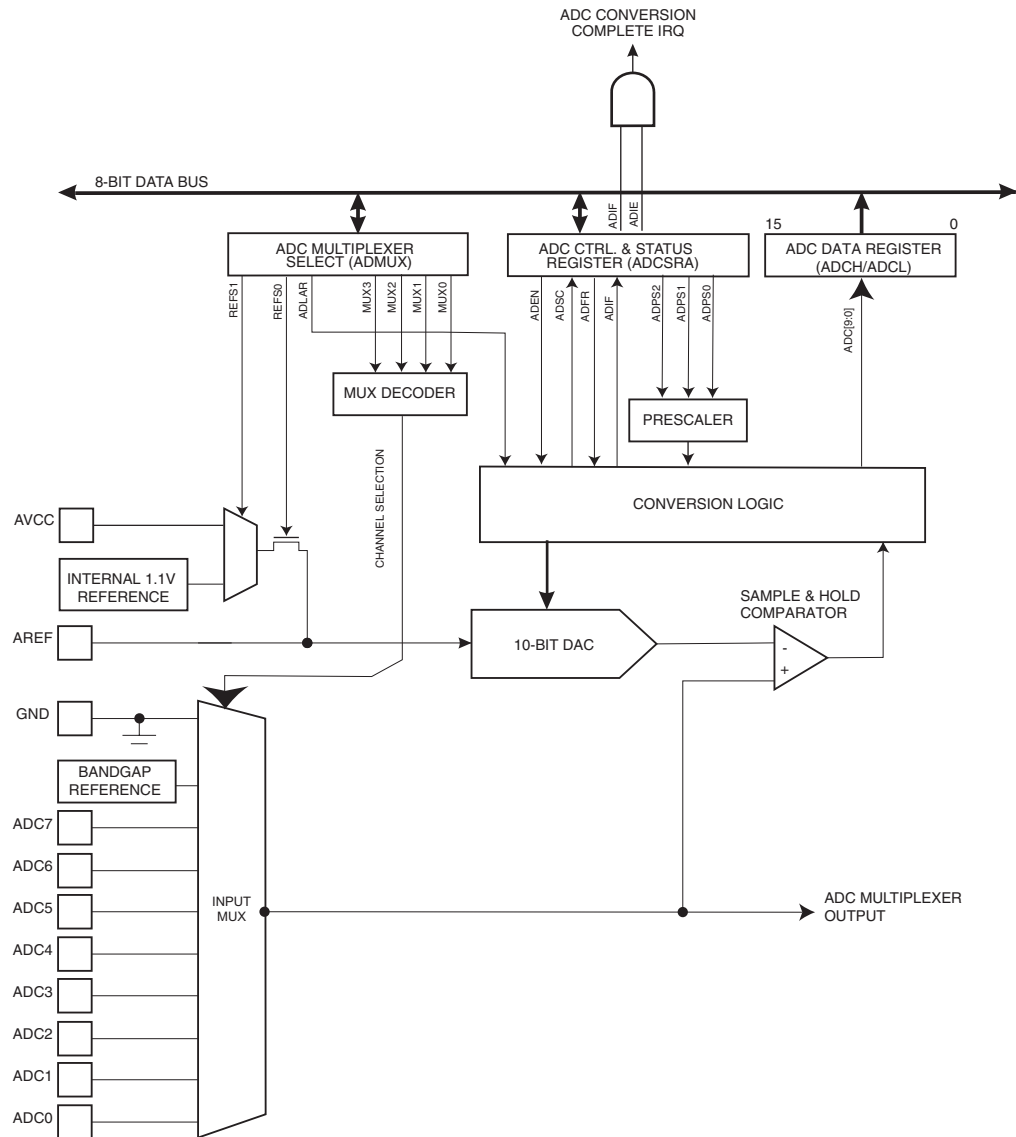 ADC CONVERSION
COMPLETE IRQ
8-BIT DATA BUS
ADIF
ADIE
15
0
ADC MULTIPLEXER
SELECT (ADMUX)
ADC CTRL. & STATUS
REGISTER (ADCSRA)
ADC DATA REGISTER
(ADCH/ADCL)
REFS1
REFS0
ADLAR
MUX3
MUX2
MUX1
MUX0
ADEN
ADSC
ADFR
ADIF
ADPS2
ADPS1
ADPS0
ADC[9:0]
MUX DECODER
PRESCALER
CHANNEL SELECTION
CONVERSION LOGIC
AVCC
INTERNAL 1.1V
REFERENCE
SAMPLE & HOLD
COMPARATOR
AREF
10-BIT DAC
-
+
GND
BANDGAP
REFERENCE
ADC7
ADC6
ADC5
INPUT
MUX
ADC MULTIPLEXER
OUTPUT
ADC4
ADC3
ADC2
ADC1
ADC0